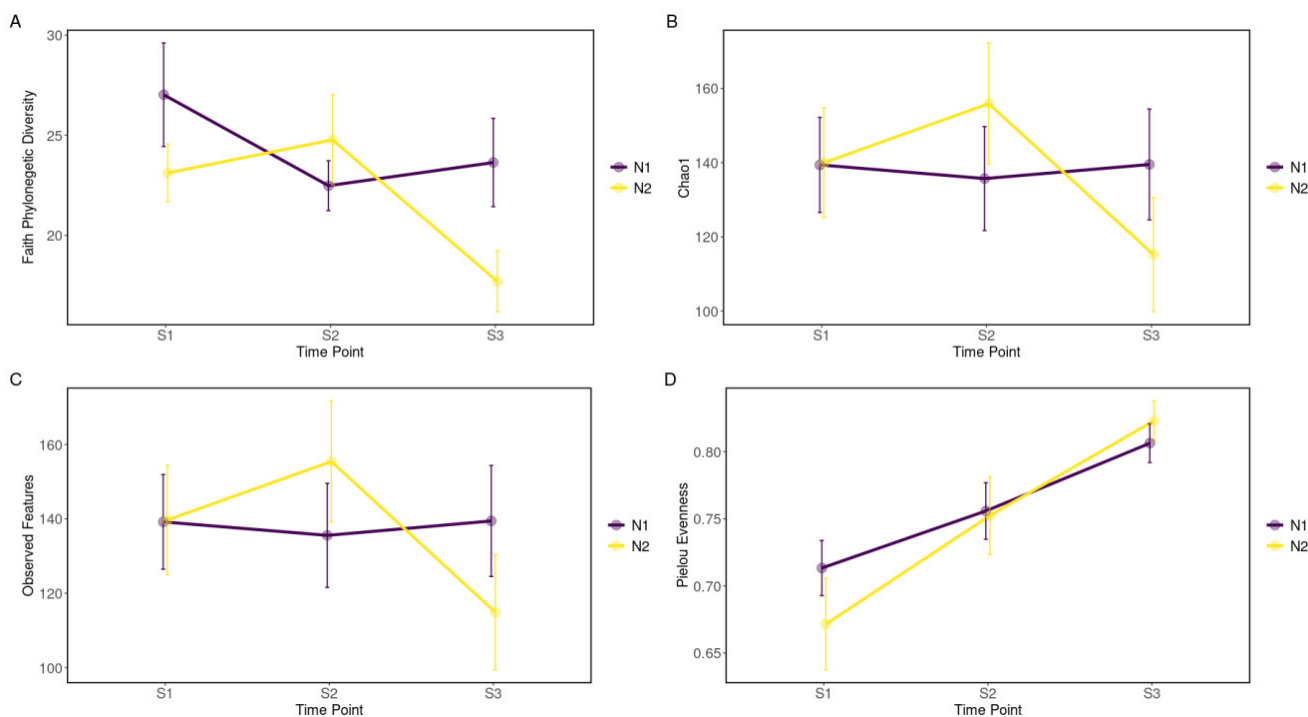 A
Faith Phylonegetic Diversity
30
25
20
S1
S2
S3
Time Point
N1
N2
B
Chao1
160
140
120
100
S1
S2
S3
Time Point
N1
N2
C
Observed Features
160
140
120
100
S1
S2
S3
Time Point
N1
N2
D
Pielou Evenness
0.80
0.75
0.70
0.65
S1
S2
S3
Time Point
N1
N2